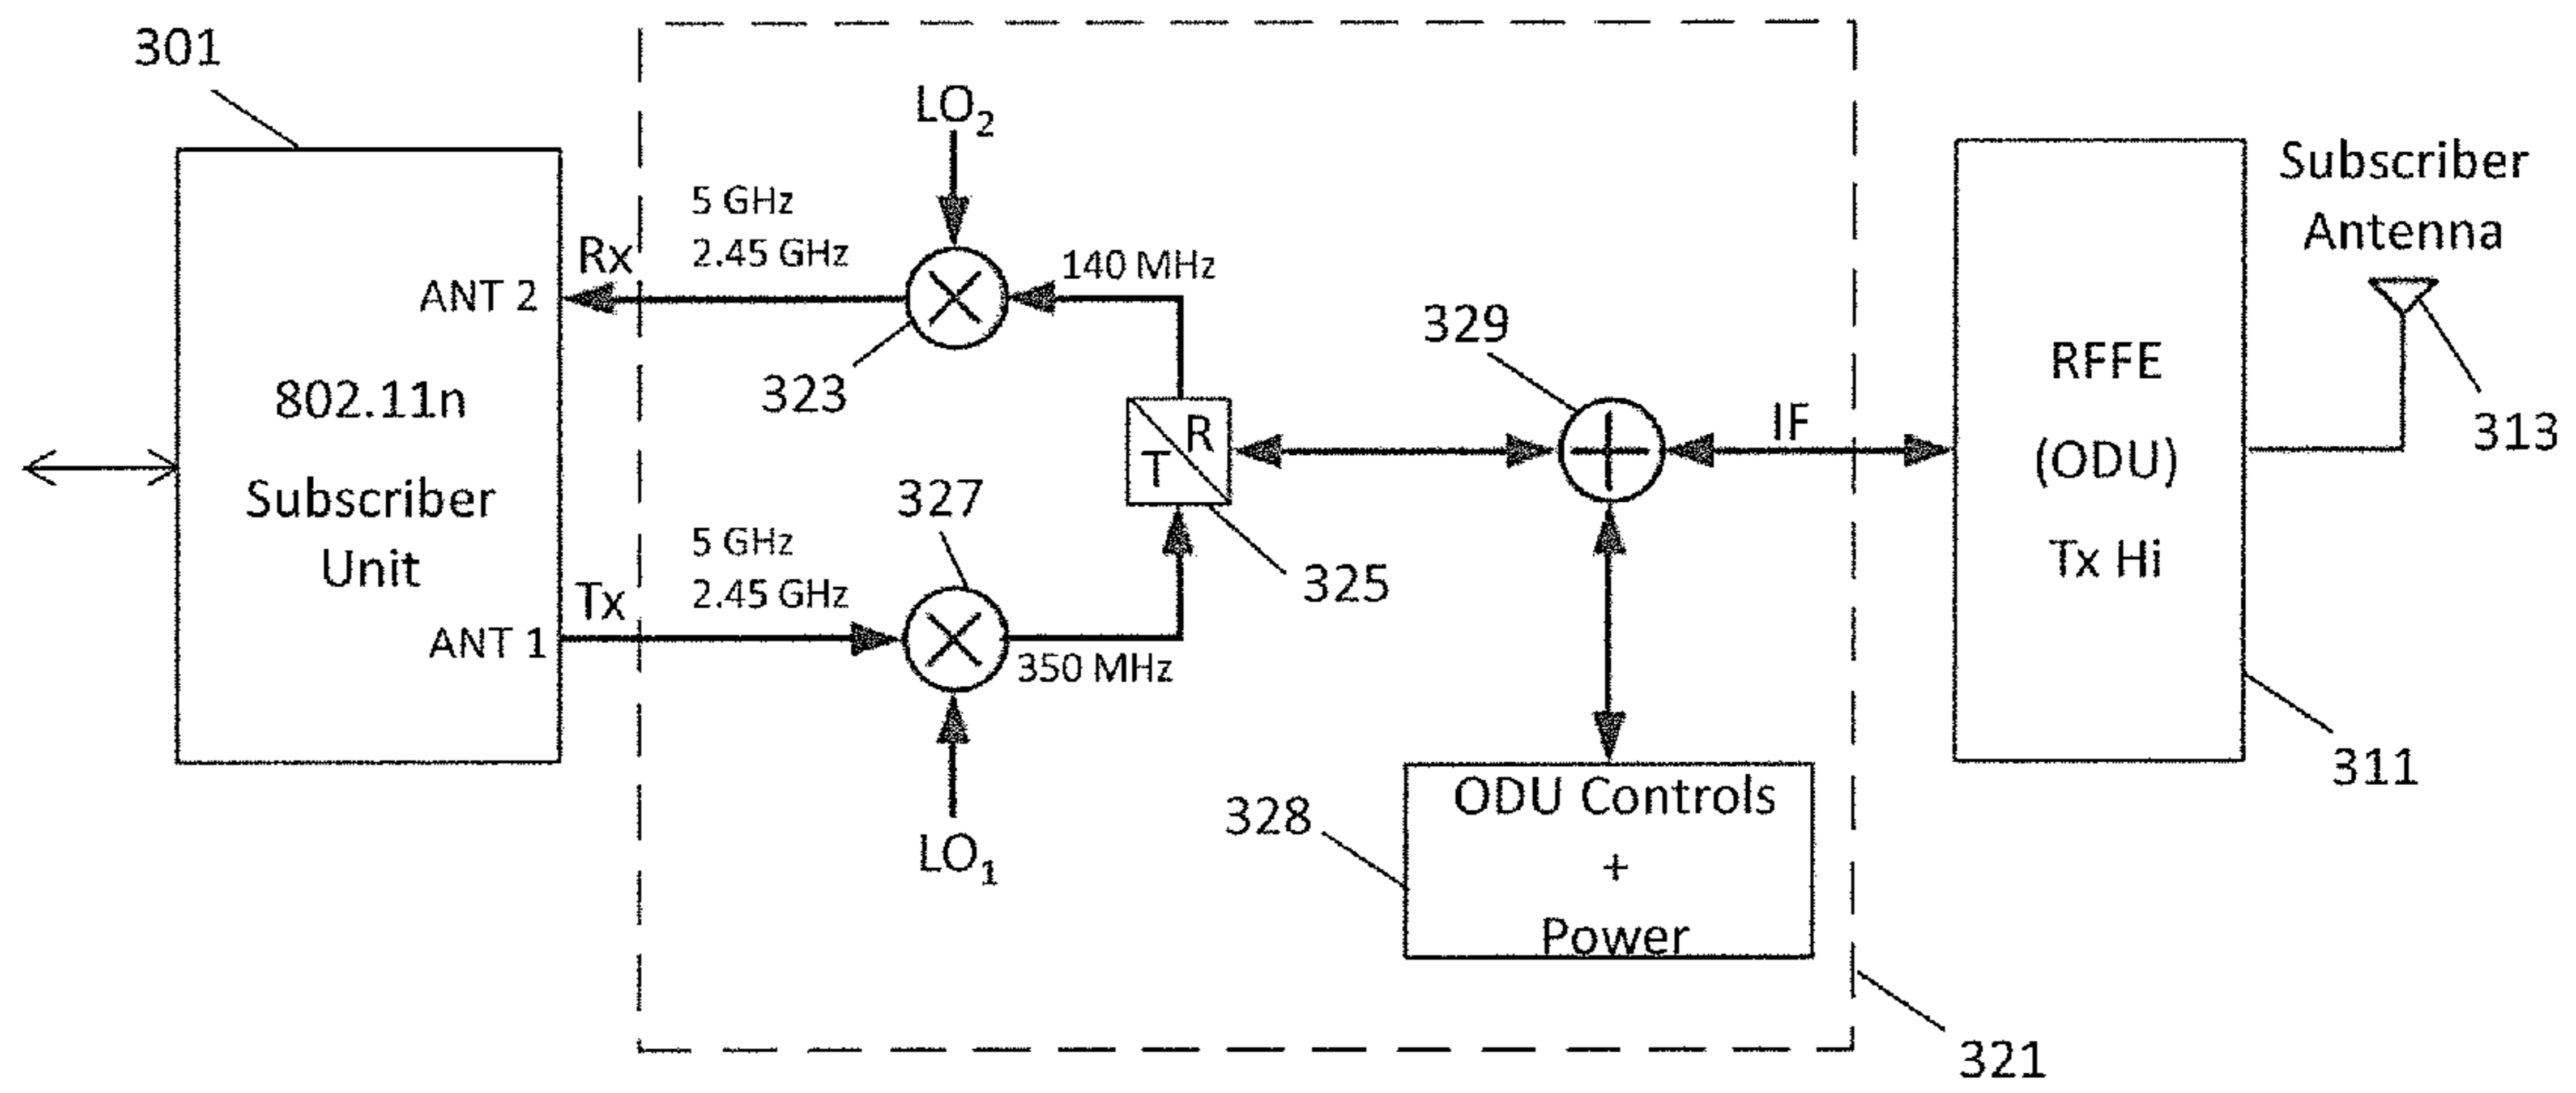 301
LO₂
5 GHz
2.45 GHz
Rx
140 MHz
ANT 2
323
802.11n
Subscriber
Unit
327
5 GHz
2.45 GHz
Tx
ANT 1
350 MHz
LO₁
R
T
325
329
IF
ODU Controls
+
Power
328
RFFE
(ODU)
Tx Hi
Subscriber
Antenna
313
311
321